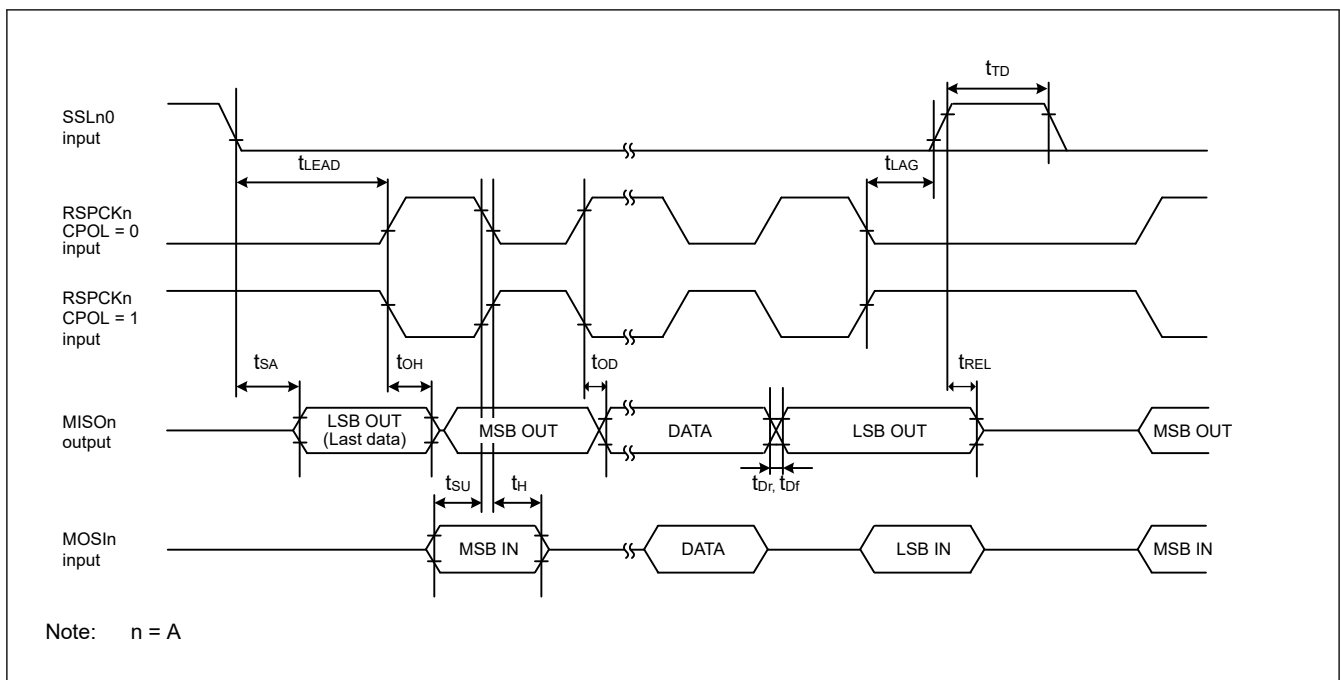 tTD
SSLn0
input
tLEAD
tLAG
RSPCKn
CPOL = 0
input
RSPCKn
CPOL = 1
input
tSA
tOH
tOD
tREL
MISOn
output
LSB OUT
(Last data)
MSB OUT
DATA
LSB OUT
MSB OUT
tSU
tH
tDr, tDf
MOSIn
input
MSB IN
DATA
LSB IN
MSB IN
Note: n = A